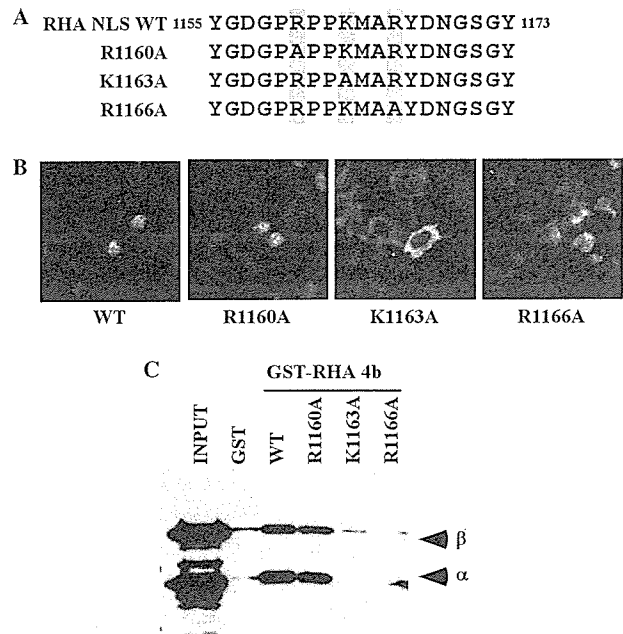 A
RHA NLS WT 1155 YGDGPRPPKMARYDNGSGY 1173
R1160A YGDGPAPPKMARYDNGSGY
K1163A YGDGPRPPAMARYDNGSGY
R1166A YGDGPRPPKMAAYDNGSGY
B
WT R1160A K1163A R1166A
C
GST-RHA 4b
INPUT GST WT R1160A K1163A R1166A
β
α